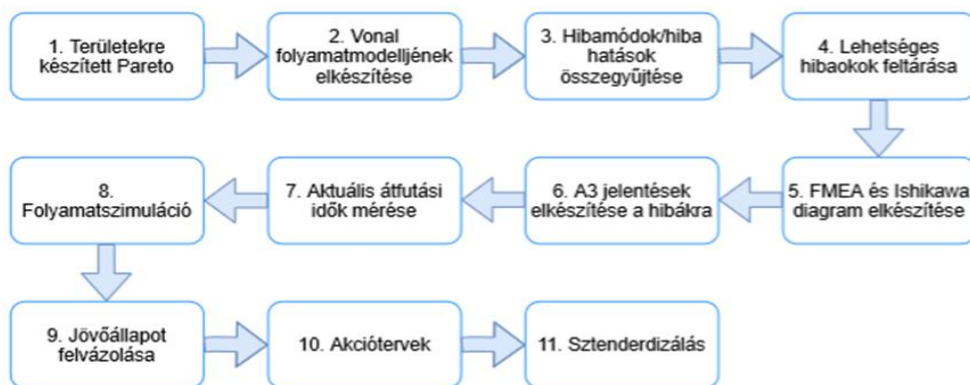 1. Területekre
készített Pareto
2. Vonal
folyamatmodelljének
elkészítése
3. Hibamódok/hiba
hatások
összegyűjtése
4. Lehetséges
hibaokok feltárása
5. FMEA és Ishikawa
diagram elkészítése
6. A3 jelentések
elkészítése a hibákra
7. Aktuális átfutási
idők mérése
8.
Folyamatszimuláció
9. Jövőállapot
felvázolása
10. Akciótervek
11. Sztenderdizálás